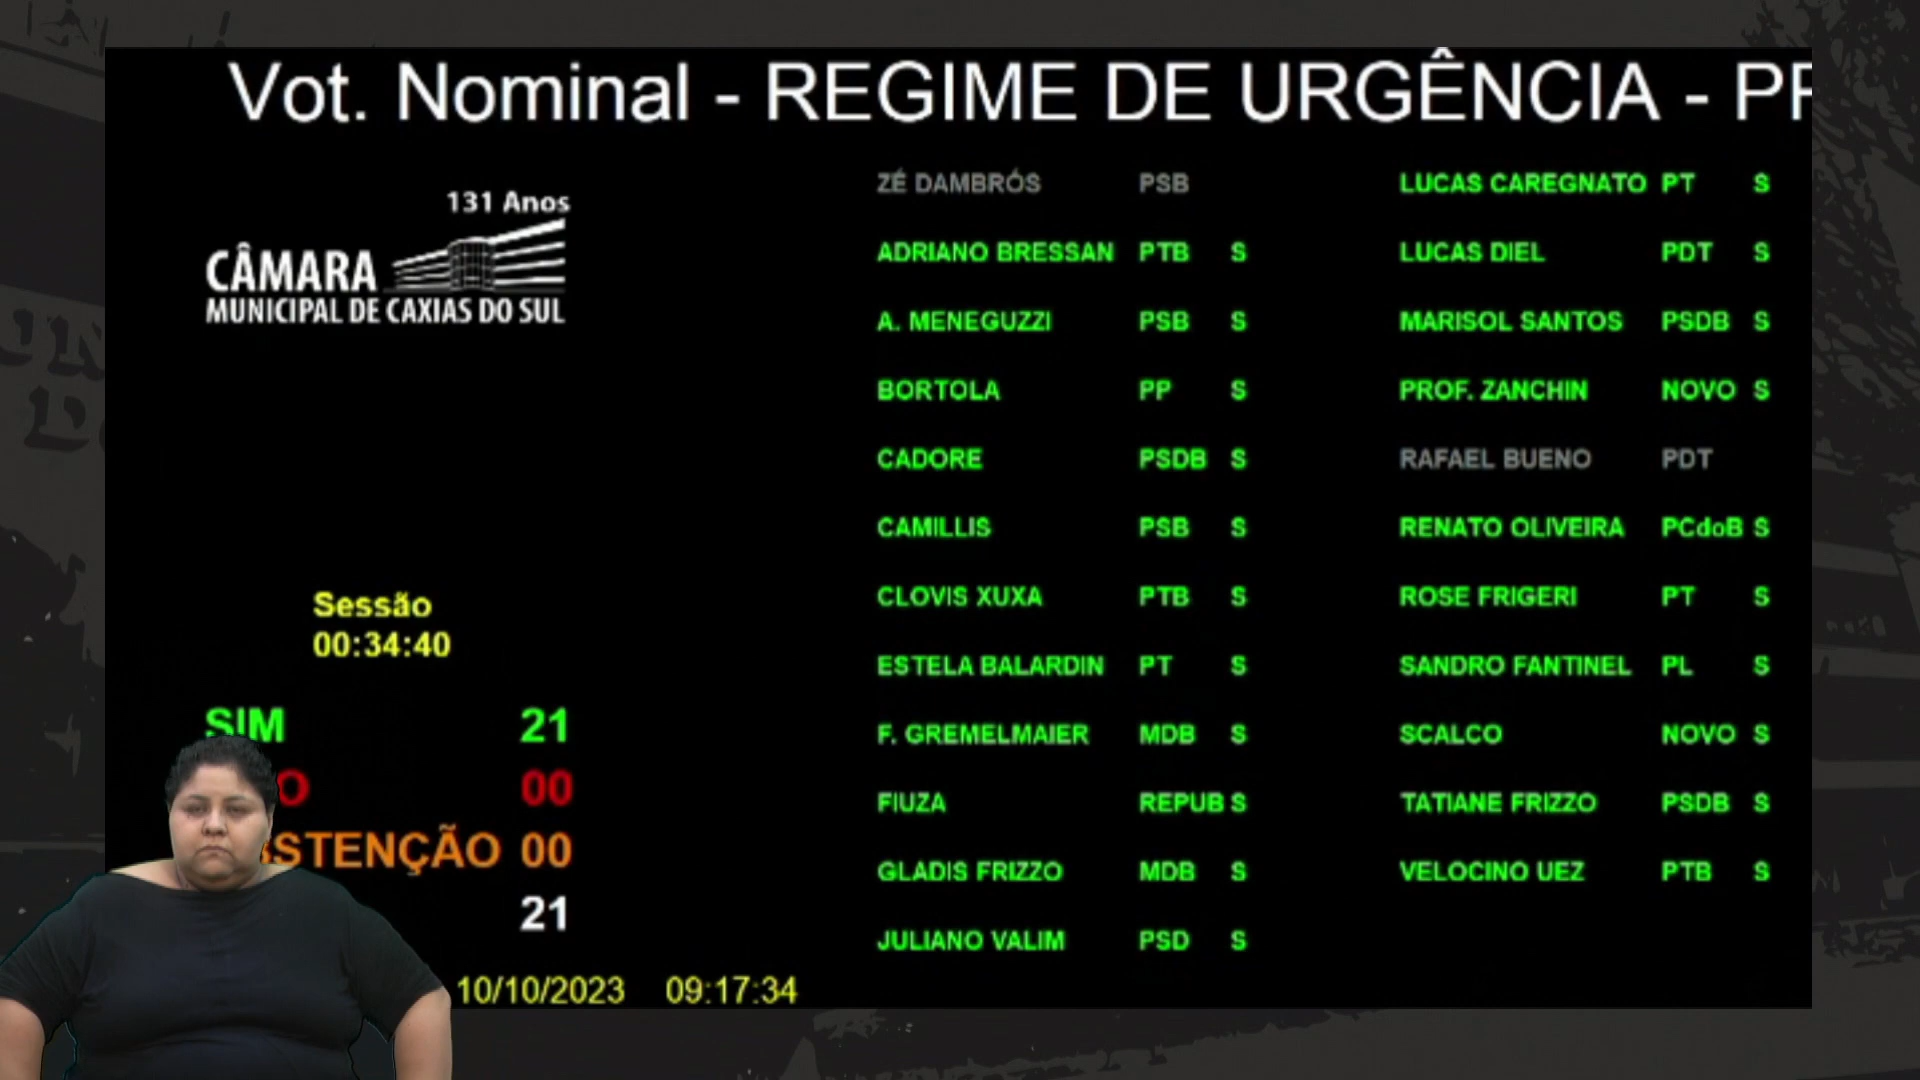 Vot. Nominal - REGIME DE URGÊNCIA - PR
131 Anos
CÂMARA
MUNICIPAL DE CAXIAS DO SUL
Sessão
00:34:40
SIM 21
00
00
21
10/10/2023 09:17:34
ZÉ DAMBRÓS PSB
ADRIANO BRESSAN PTB S
A. MENEGUZZI PSB S
BORTOLA PP S
CADORE PSDB S
CAMILLIS PSB S
CLOVIS XUXA PTB S
ESTELA BALARDIN PT S
F. GREMELMAIER MDB S
FIUZA REPUB S
GLADIS FRIZZO MDB S
JULIANO VALIM PSD S
LUCAS CAREGNATO PT S
LUCAS DIEL PDT S
MARISOL SANTOS PSDB S
PROF. ZANCHIN NOVO S
RAFAEL BUENO PDT
RENATO OLIVEIRA PCdoB S
ROSE FRIGERI PT S
SANDRO FANTINEL PL S
SCALCO NOVO S
TATIANE FRIZZO PSDB S
VELOCINO UEZ PTB S